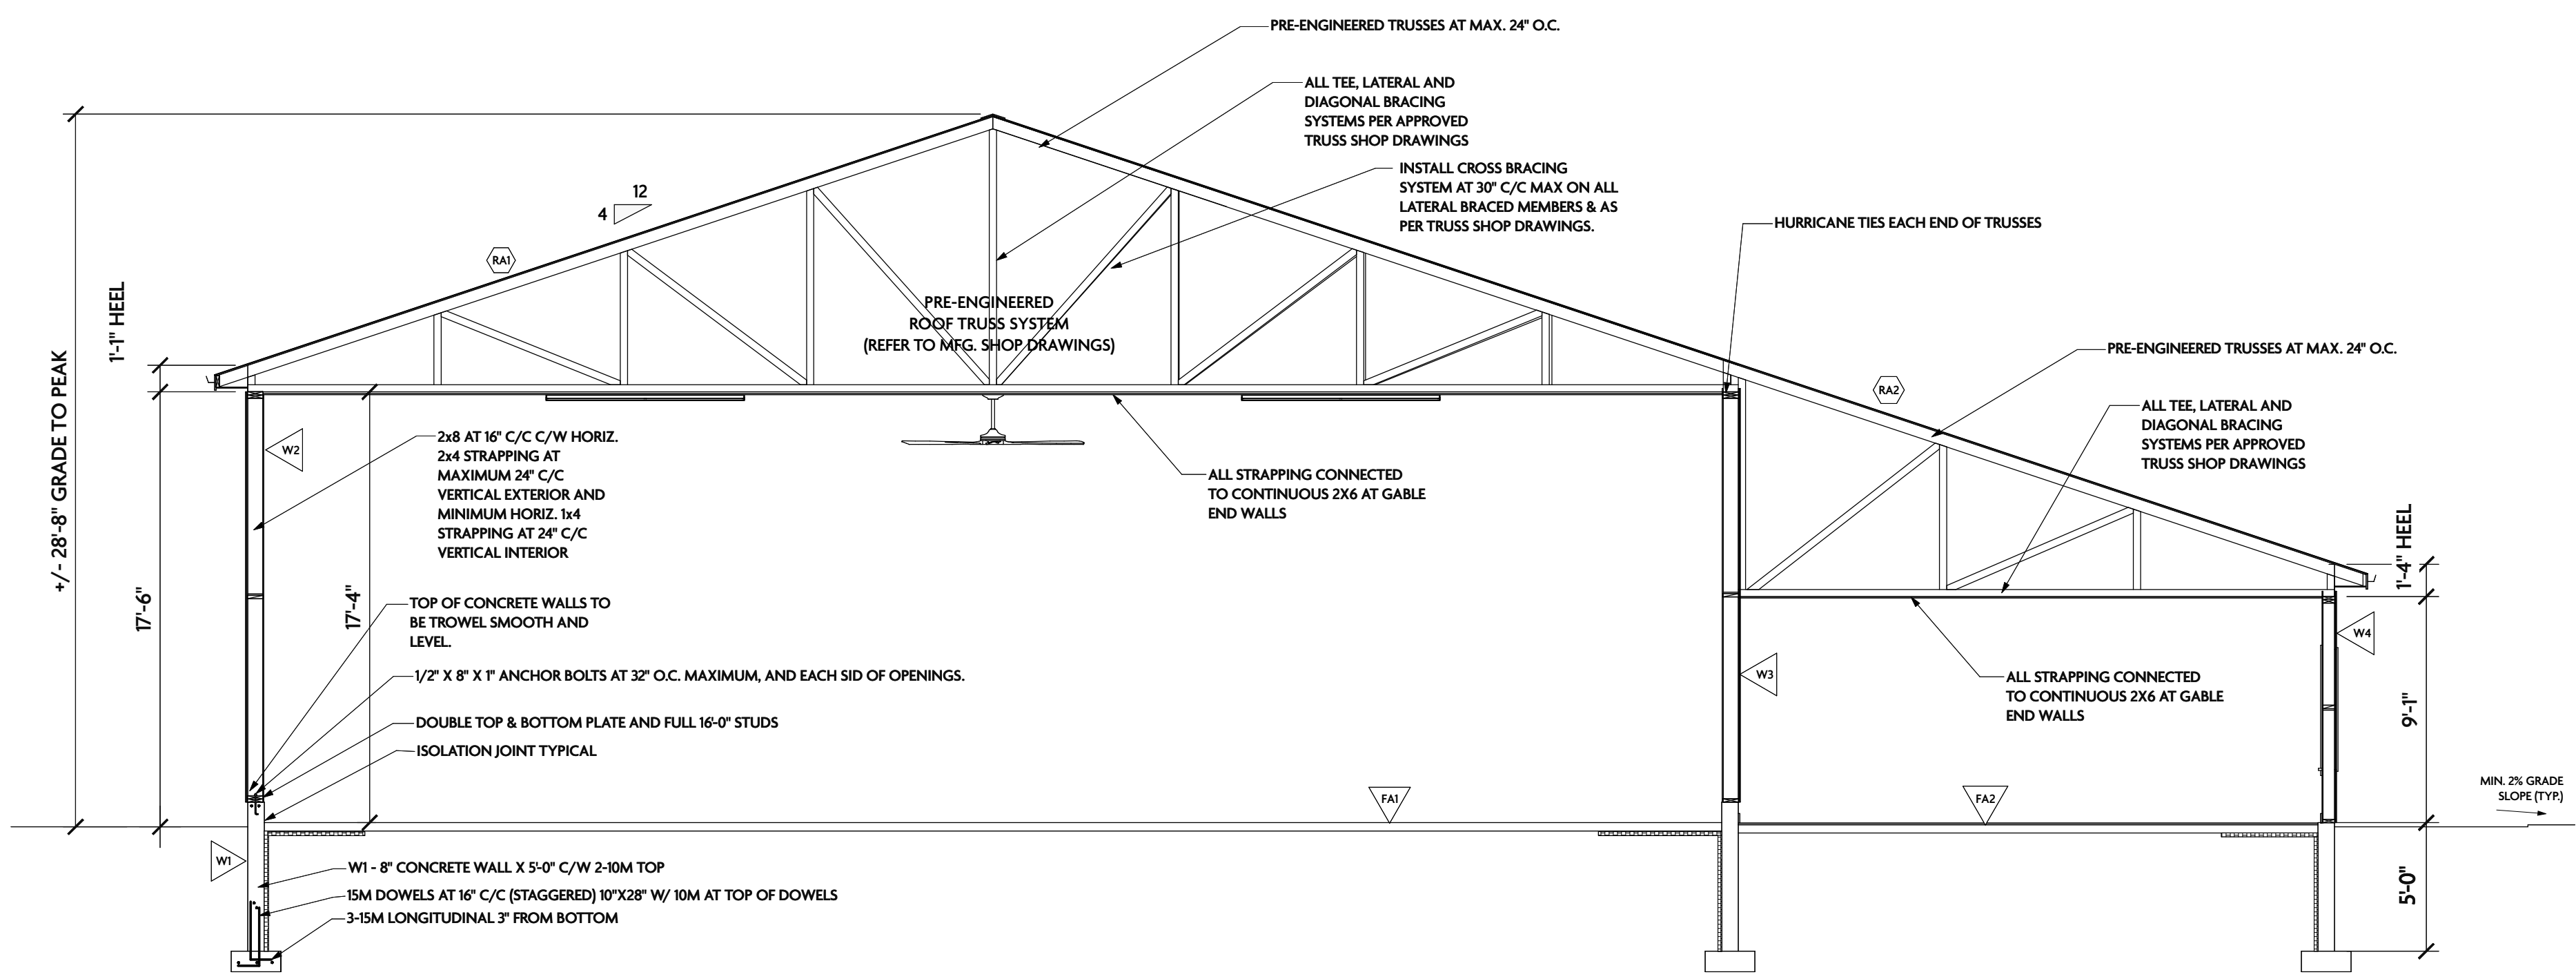 PRE-ENGINEERED TRUSSES AT MAX. 24" O.C.
ALL TEE, LATERAL AND
DIAGONAL BRACING
SYSTEMS PER APPROVED
TRUSS SHOP DRAWINGS
INSTALL CROSS BRACING
SYSTEM AT 30" C/C MAX ON ALL
LATERAL BRACED MEMBERS & AS
PER TRUSS SHOP DRAWINGS.
12
4
HURRICANE TIES EACH END OF TRUSSES
RA1
1'-1" HEEL
+/- 28'-8" GRADE TO PEAK
PRE-ENGINEERED
ROOF TRUSS SYSTEM
(REFER TO MFG. SHOP DRAWINGS)
PRE-ENGINEERED TRUSSES AT MAX. 24" O.C.
RA2
ALL TEE, LATERAL AND
DIAGONAL BRACING
SYSTEMS PER APPROVED
TRUSS SHOP DRAWINGS
W2
2x8 AT 16" C/C C/W HORIZ.
2x4 STRAPPING AT
MAXIMUM 24" C/C
VERTICAL EXTERIOR AND
MINIMUM HORIZ. 1x4
STRAPPING AT 24" C/C
VERTICAL INTERIOR
ALL STRAPPING CONNECTED
TO CONTINUOUS 2X6 AT GABLE
END WALLS
1'-4" HEEL
17'-6"
17'-4"
TOP OF CONCRETE WALLS TO
BE TROWEL SMOOTH AND
LEVEL.
W4
W3
1/2" X 8" X 1" ANCHOR BOLTS AT 32" O.C. MAXIMUM, AND EACH SID OF OPENINGS.
ALL STRAPPING CONNECTED
TO CONTINUOUS 2X6 AT GABLE
END WALLS
9'-1"
DOUBLE TOP & BOTTOM PLATE AND FULL 16'-0" STUDS
ISOLATION JOINT TYPICAL
FA1
FA2
MIN. 2% GRADE
SLOPE (TYP.)
W1
W1 - 8" CONCRETE WALL X 5'-0" C/W 2-10M TOP
15M DOWELS AT 16" C/C (STAGGERED) 10"X28" W/ 10M AT TOP OF DOWELS
3-15M LONGITUDINAL 3" FROM BOTTOM
5'-0"